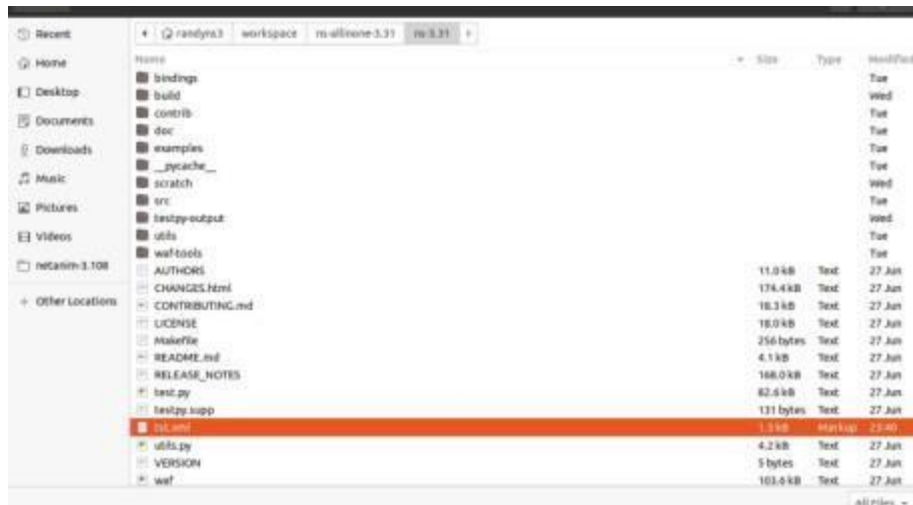 Recent
Home
Desktop
Documents
Downloads
Music
Pictures
Videos
netanim-3.108
+ Other Locations
randyns3 workspace ns-allinone-3.31 ns-3.31
Name Size Type Modified
bindings Tue
build Wed
contrib Tue
doc Tue
examples Tue
__pycache__ Tue
scratch Wed
src Tue
testpy-output Wed
utils Tue
waf-tools Tue
AUTHORS 11.0 kB Text 27 Jun
CHANGES.html 174.4 kB Text 27 Jun
CONTRIBUTING.md 18.3 kB Text 27 Jun
LICENSE 18.0 kB Text 27 Jun
Makefile 256 bytes Text 27 Jun
README.md 4.1 kB Text 27 Jun
RELEASE_NOTES 168.0 kB Text 27 Jun
test.py 82.6 kB Text 27 Jun
testpy.supp 131 bytes Text 27 Jun
Markup 23:40
utils.py 4.2 kB Text 27 Jun
VERSION 5 bytes Text 27 Jun
waf 103.6 kB Text 27 Jun
All Files